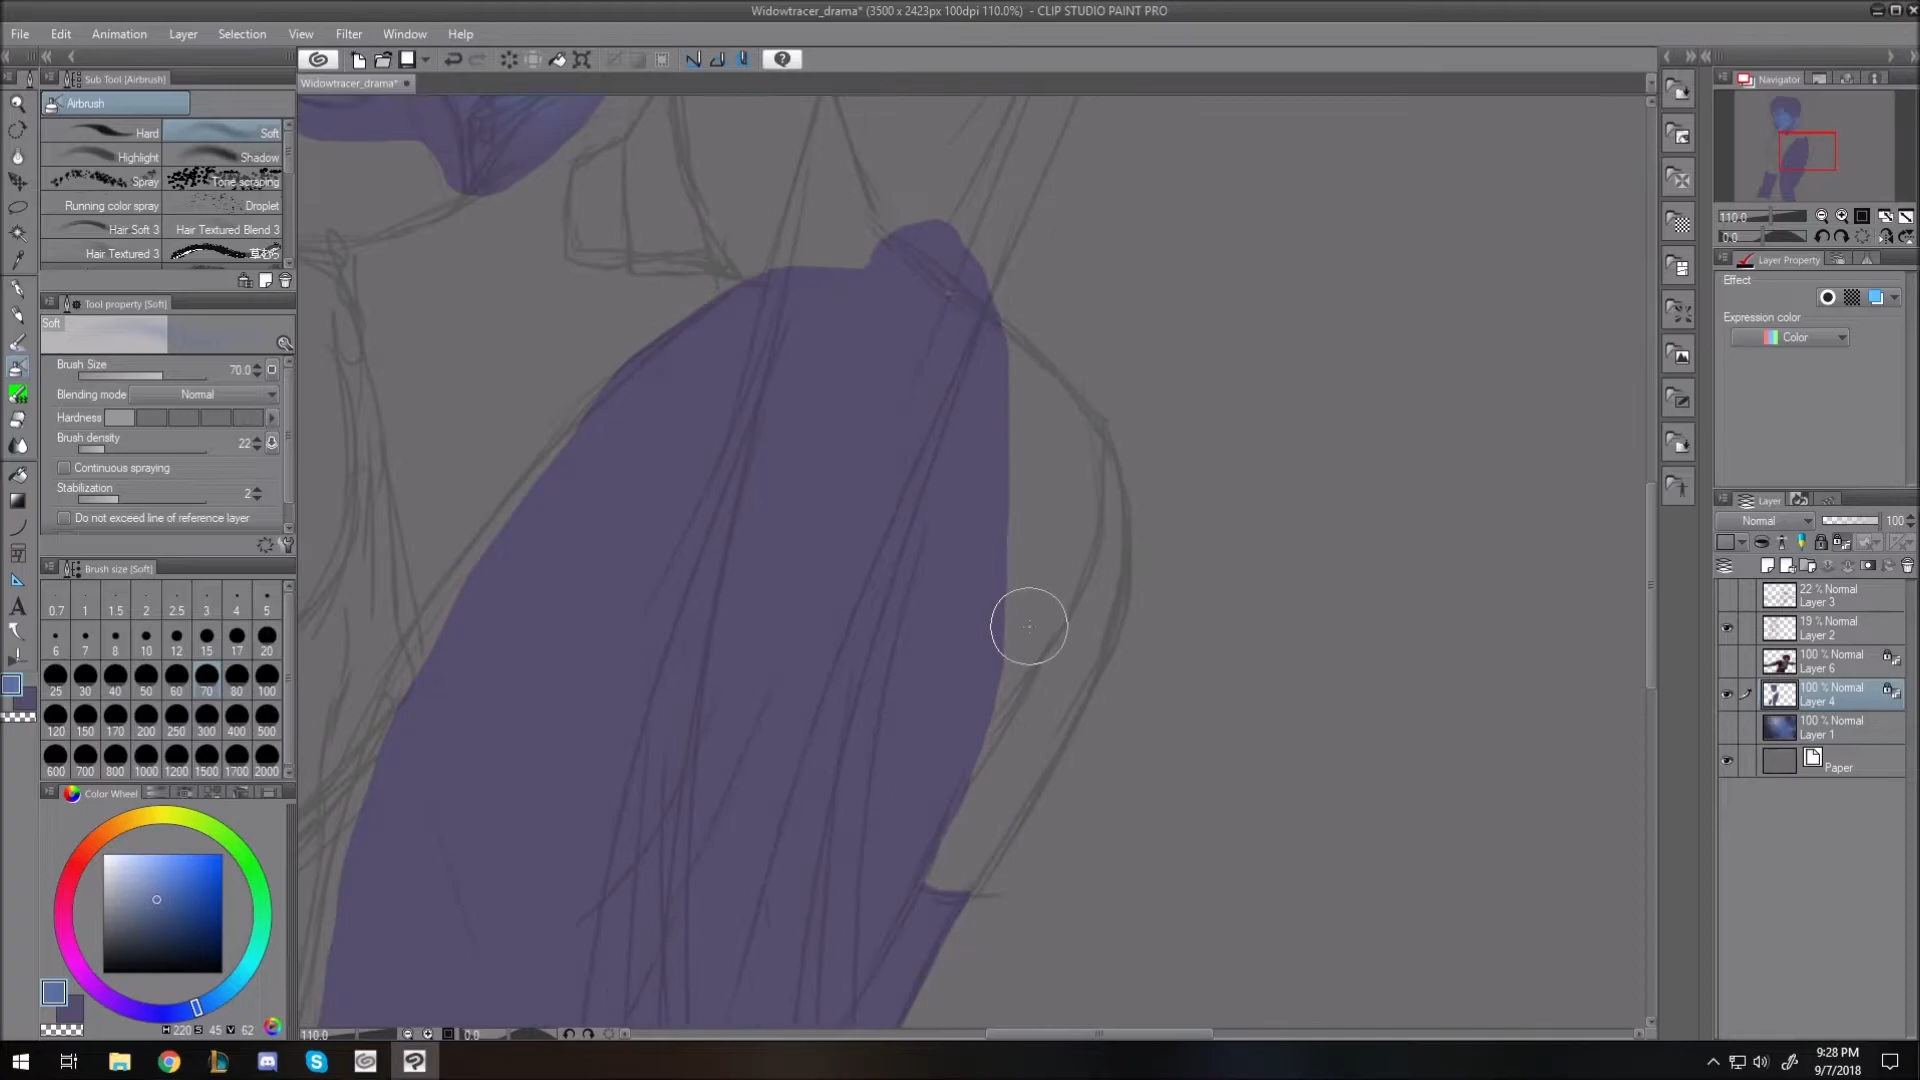 Widowtracer_drama* (3500 x 2423px 100dpi 110.0%) - CLIP STUDIO PAINT PRO
File Edit Animation Layer Selection View Filter Window Help
Sub Tool [Airbrush]
Widowtracer_drama*
Navigator
Airbrush
Hard Soft
Highlight Shadow
Spray Tone scraping
Running color spray Droplet
Hair Soft 3 Hair Textured Blend 3
Hair Textured 3
110.0
0.0
Layer Property
Effect
Expression color
Color
Tool property [Soft]
Soft
Brush Size 70.0
Blending mode Normal
Hardness
Brush density 22
Continuous spraying
Stabilization 2
Do not exceed line of reference layer
Layer
Normal 100
Brush size [Soft]
0.7 1 1.5 2 2.5 3 4 5
6 7 8 10 12 15 17 20
25 30 40 50 60 70 80 100
120 150 170 200 250 300 400 500
600 700 800 1000 1200 1500 1700 2000
22 % Normal
Layer 3
19 % Normal
Layer 2
100 % Normal
Layer 6
100 % Normal
Layer 4
100 % Normal
Layer 1
Paper
Color Wheel
H 220 S 45 V 62
110.0 0.0
9:28 PM
9/7/2018